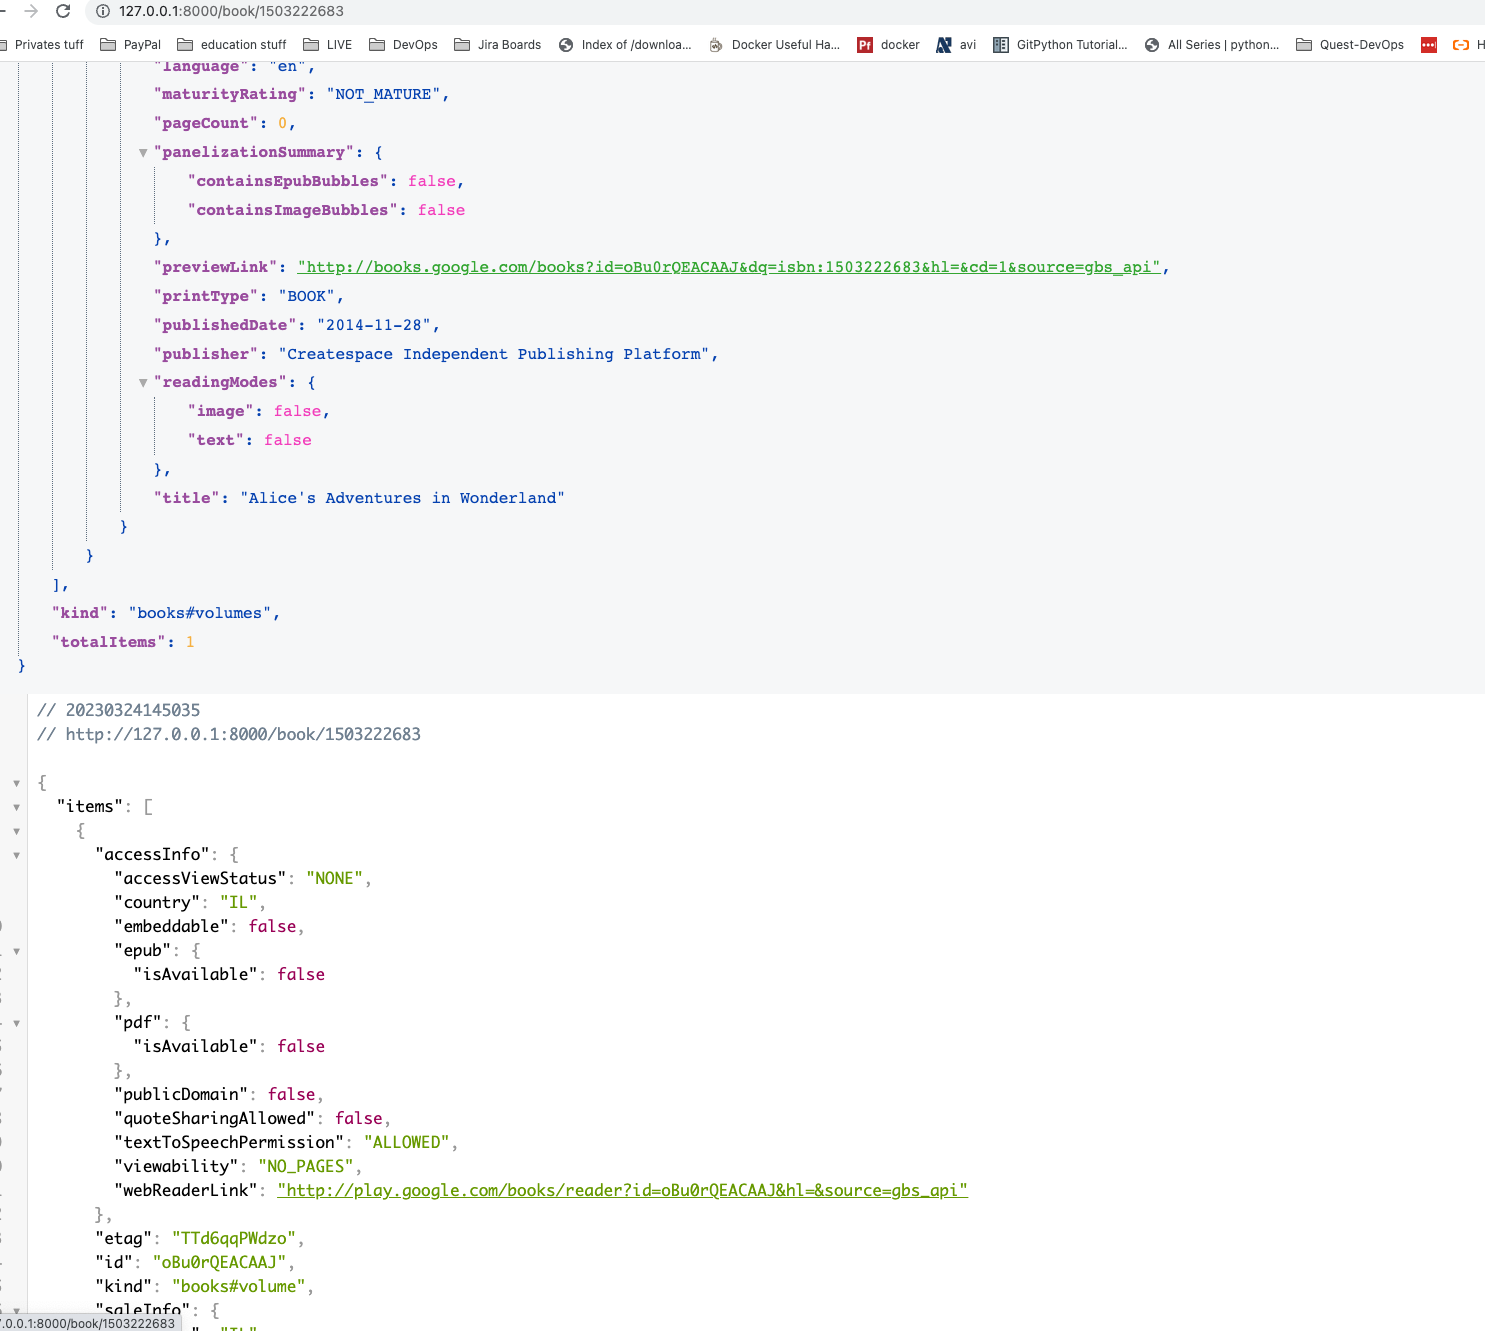 127.0.0.1:8000/book/1503222683
Privates tuff PayPal education stuff LIVE DevOps Jira Boards Index of /downloa... Docker Useful Ha... docker avi GitPython Tutorial... All Series | python... Quest-DevOps H
"language": "en",
"maturityRating": "NOT_MATURE",
"pageCount": 0,
"panelizationSummary": {
"containsEpubBubbles": false,
"containsImageBubbles": false
},
"previewLink": "http://books.google.com/books?id=oBu0rQEACAAJ&dq=isbn:1503222683&hl=&cd=1&source=gbs_api",
"printType": "BOOK",
"publishedDate": "2014-11-28",
"publisher": "Createspace Independent Publishing Platform",
"readingModes": {
"image": false,
"text": false
},
"title": "Alice's Adventures in Wonderland"
}
}
],
"kind": "books#volumes",
"totalItems": 1
}
// 20230324145035
// http://127.0.0.1:8000/book/1503222683
{
"items": [
{
"accessInfo": {
"accessViewStatus": "NONE",
"country": "IL",
"embeddable": false,
"epub": {
"isAvailable": false
},
"pdf": {
"isAvailable": false
},
"publicDomain": false,
"quoteSharingAllowed": false,
"textToSpeechPermission": "ALLOWED",
"viewability": "NO_PAGES",
"webReaderLink": "http://play.google.com/books/reader?id=oBu0rQEACAAJ&hl=&source=gbs_api"
},
"etag": "TTd6qqPWdzo",
"id": "oBu0rQEACAAJ",
"kind": "books#volume",
"saleInfo": {
.0.0.1:8000/book/1503222683